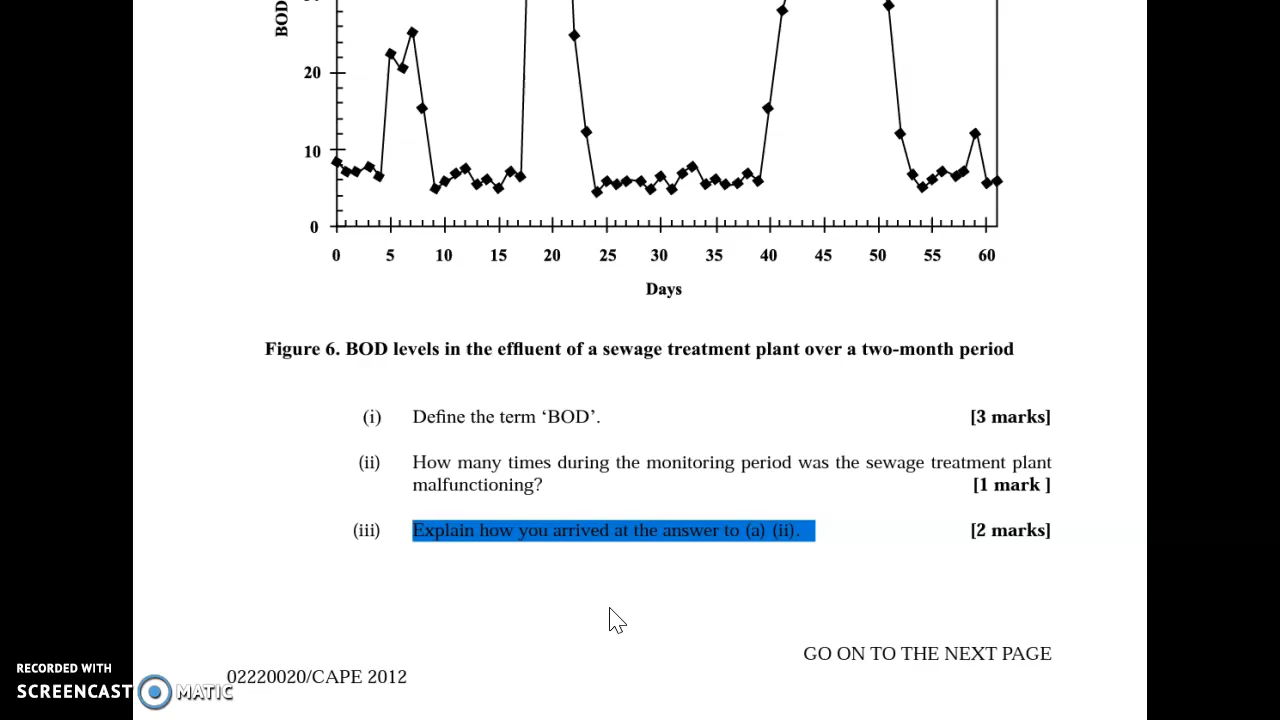 BOD
20
10
0
0 5 10 15 20 25 30 35 40 45 50 55 60
Days
Figure 6. BOD levels in the effluent of a sewage treatment plant over a two-month period
(i) Define the term ‘BOD’. [3 marks]
(ii) How many times during the monitoring period was the sewage treatment plant
malfunctioning? [1 mark ]
(iii) Explain how you arrived at the answer to (a) (ii). [2 marks]
GO ON TO THE NEXT PAGE
02220020/CAPE 2012
RECORDED WITH
SCREENCAST MATIC